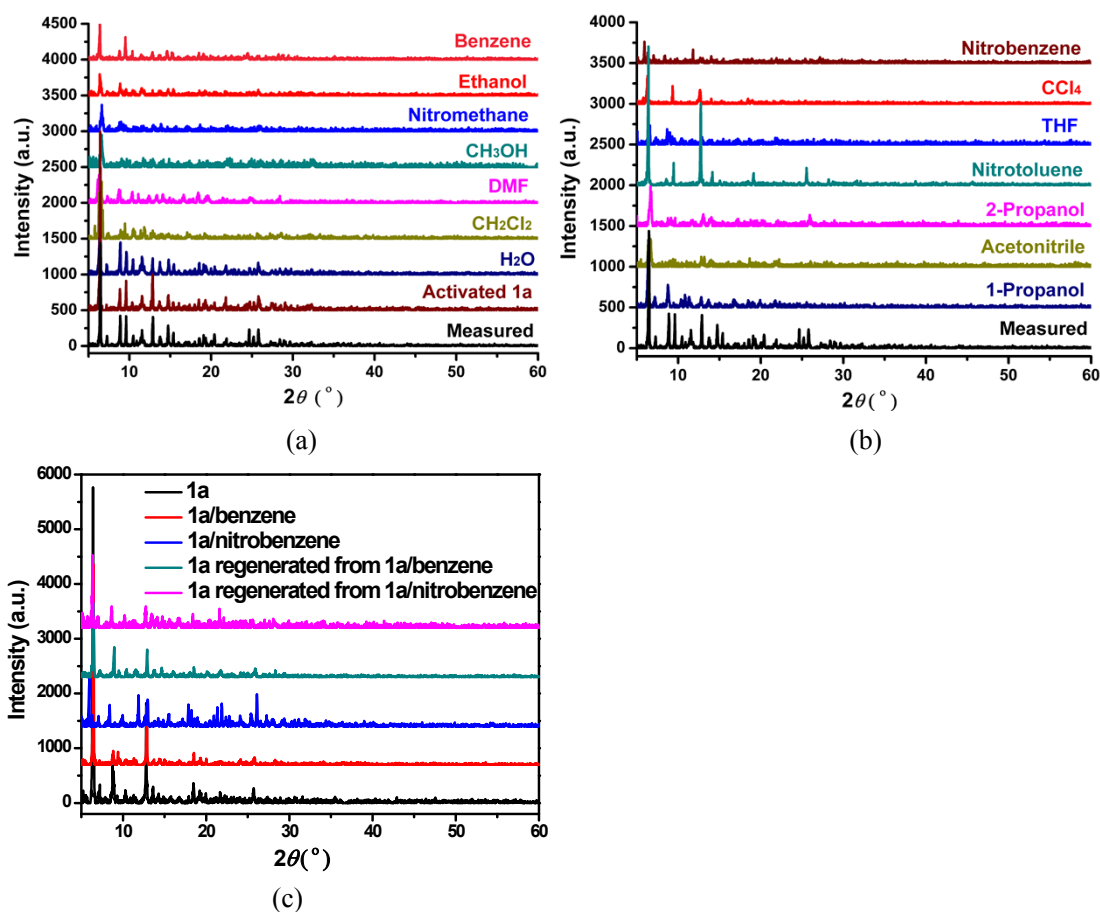 4500
4000
3500
3000
2500
2000
1500
1000
500
0
Intensity (a.u.)
Benzene
Ethanol
Nitromethane
CH₃OH
DMF
CH₂Cl₂
H₂O
Activated 1a
Measured
10 20 30 40 50 60
2θ (°)
(a)
4000
3500
3000
2500
2000
1500
1000
500
0
Intensity (a.u.)
Nitrobenzene
CCl₄
THF
Nitrotoluene
2-Propanol
Acetonitrile
1-Propanol
Measured
10 20 30 40 50 60
2θ(°)
(b)
6000
5000
4200
3300
2000
1000
0
Intensity (a.u.)
1a
1a/benzene
1a/nitrobenzene
1a regenerated from 1a/benzene
1a regenerated from 1a/nitrobenzene
10 20 30 40 50 60
2θ(°)
(c)